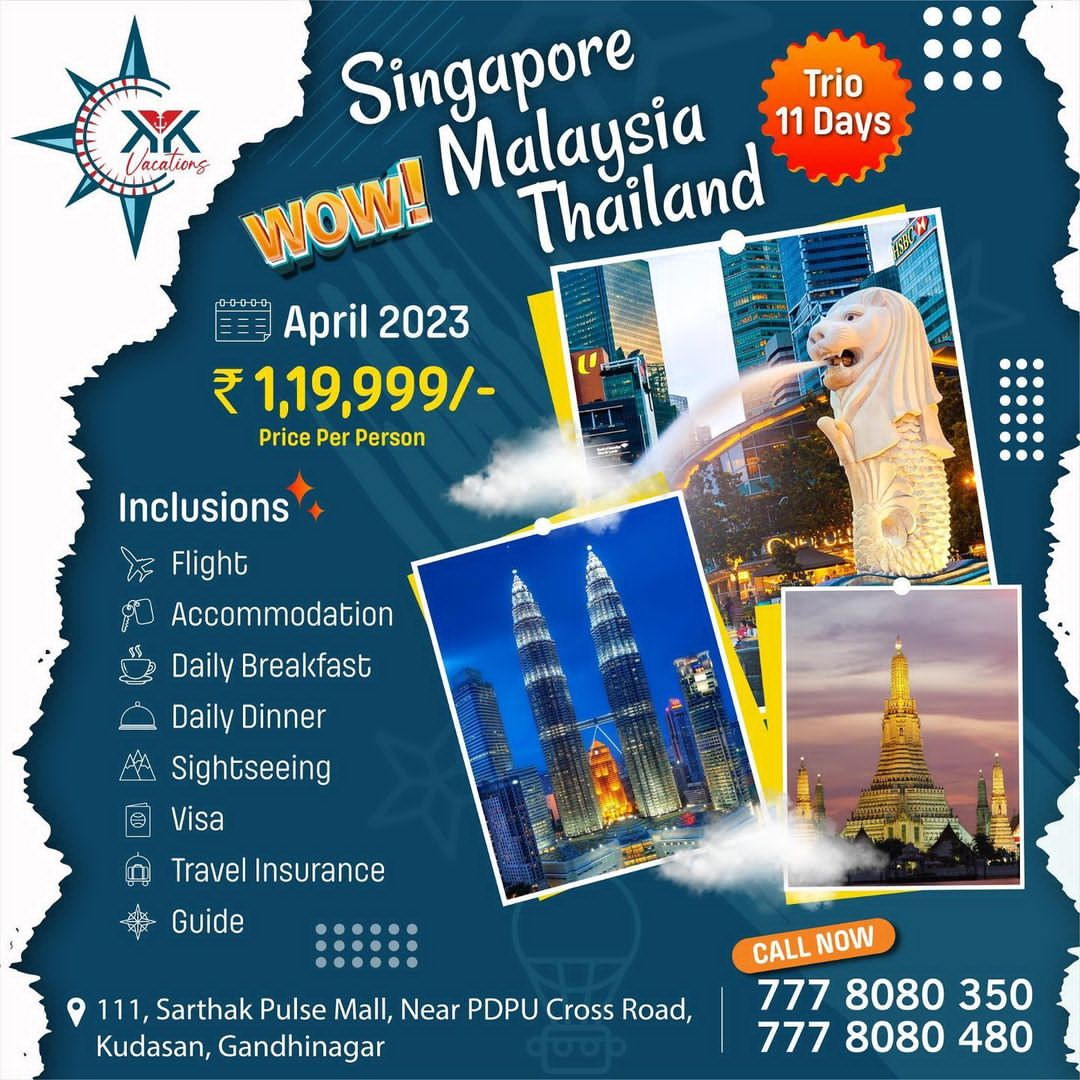 KYK
Vacations
Singapore
Malaysia
Thailand
WOW!
Trio
11 Days
April 2023
₹ 1,19,999/-
Price Per Person
Inclusions
Flight
Accommodation
Daily Breakfast
Daily Dinner
Sightseeing
Visa
Travel Insurance
Guide
HSBC
111, Sarthak Pulse Mall, Near PDPU Cross Road,
Kudasan, Gandhinagar
CALL NOW
777 8080 350
777 8080 480